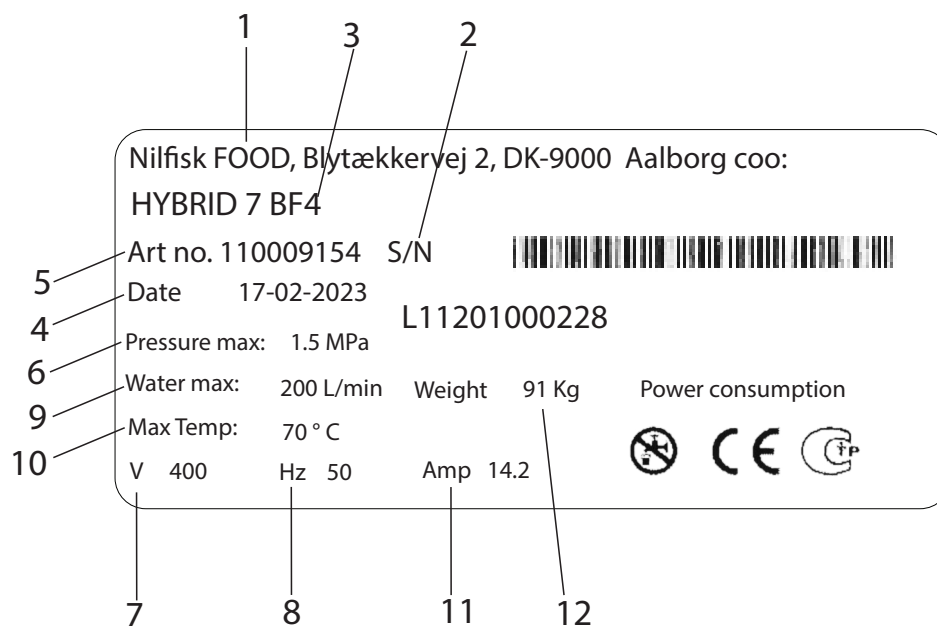 1 3 2
Nilfisk FOOD, Blytækkervej 2, DK-9000 Aalborg coo:
HYBRID 7 BF4
5 Art no. 110009154 S/N
4 Date 17-02-2023
L11201000228
6 Pressure max: 1.5 MPa
9 Water max: 200 L/min Weight 91 Kg Power consumption
10 Max Temp: 70 ° C
CE CTP
V 400 Hz 50 Amp 14.2
7 8 11 12